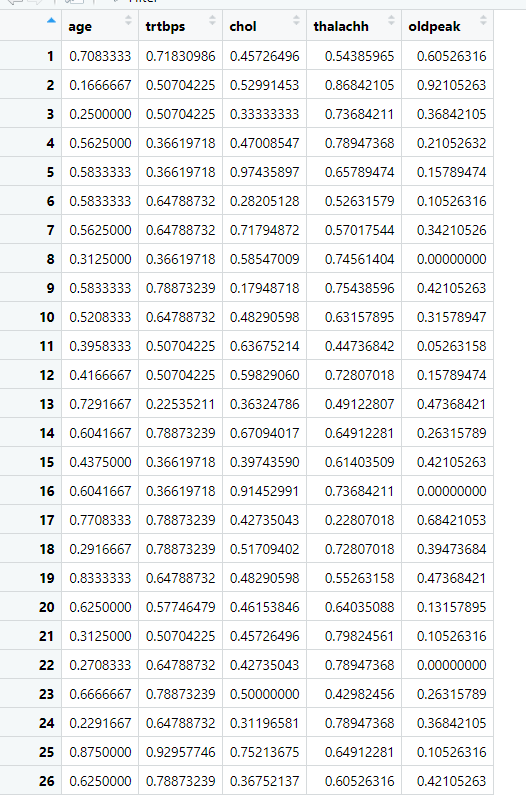 age trtbps chol thalachh oldpeak
1 0.7083333 0.71830986 0.45726496 0.54385965 0.60526316
2 0.1666667 0.50704225 0.52991453 0.86842105 0.92105263
3 0.2500000 0.50704225 0.33333333 0.73684211 0.36842105
4 0.5625000 0.36619718 0.47008547 0.78947368 0.21052632
5 0.5833333 0.36619718 0.97435897 0.65789474 0.15789474
6 0.5833333 0.64788732 0.28205128 0.52631579 0.10526316
7 0.5625000 0.64788732 0.71794872 0.57017544 0.34210526
8 0.3125000 0.36619718 0.58547009 0.74561404 0.00000000
9 0.5833333 0.78873239 0.17948718 0.75438596 0.42105263
10 0.5208333 0.64788732 0.48290598 0.63157895 0.31578947
11 0.3958333 0.50704225 0.63675214 0.44736842 0.05263158
12 0.4166667 0.50704225 0.59829060 0.72807018 0.15789474
13 0.7291667 0.22535211 0.36324786 0.49122807 0.47368421
14 0.6041667 0.78873239 0.67094017 0.64912281 0.26315789
15 0.4375000 0.36619718 0.39743590 0.61403509 0.42105263
16 0.6041667 0.36619718 0.91452991 0.73684211 0.00000000
17 0.7708333 0.78873239 0.42735043 0.22807018 0.68421053
18 0.2916667 0.78873239 0.51709402 0.72807018 0.39473684
19 0.8333333 0.64788732 0.48290598 0.55263158 0.47368421
20 0.6250000 0.57746479 0.46153846 0.64035088 0.13157895
21 0.3125000 0.50704225 0.45726496 0.79824561 0.10526316
22 0.2708333 0.64788732 0.42735043 0.78947368 0.00000000
23 0.6666667 0.78873239 0.50000000 0.42982456 0.26315789
24 0.2291667 0.64788732 0.31196581 0.78947368 0.36842105
25 0.8750000 0.92957746 0.75213675 0.64912281 0.10526316
26 0.6250000 0.78873239 0.36752137 0.60526316 0.42105263